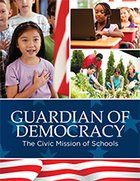 GUARDIAN OF
DEMOCRACY
The Civic Mission of Schools